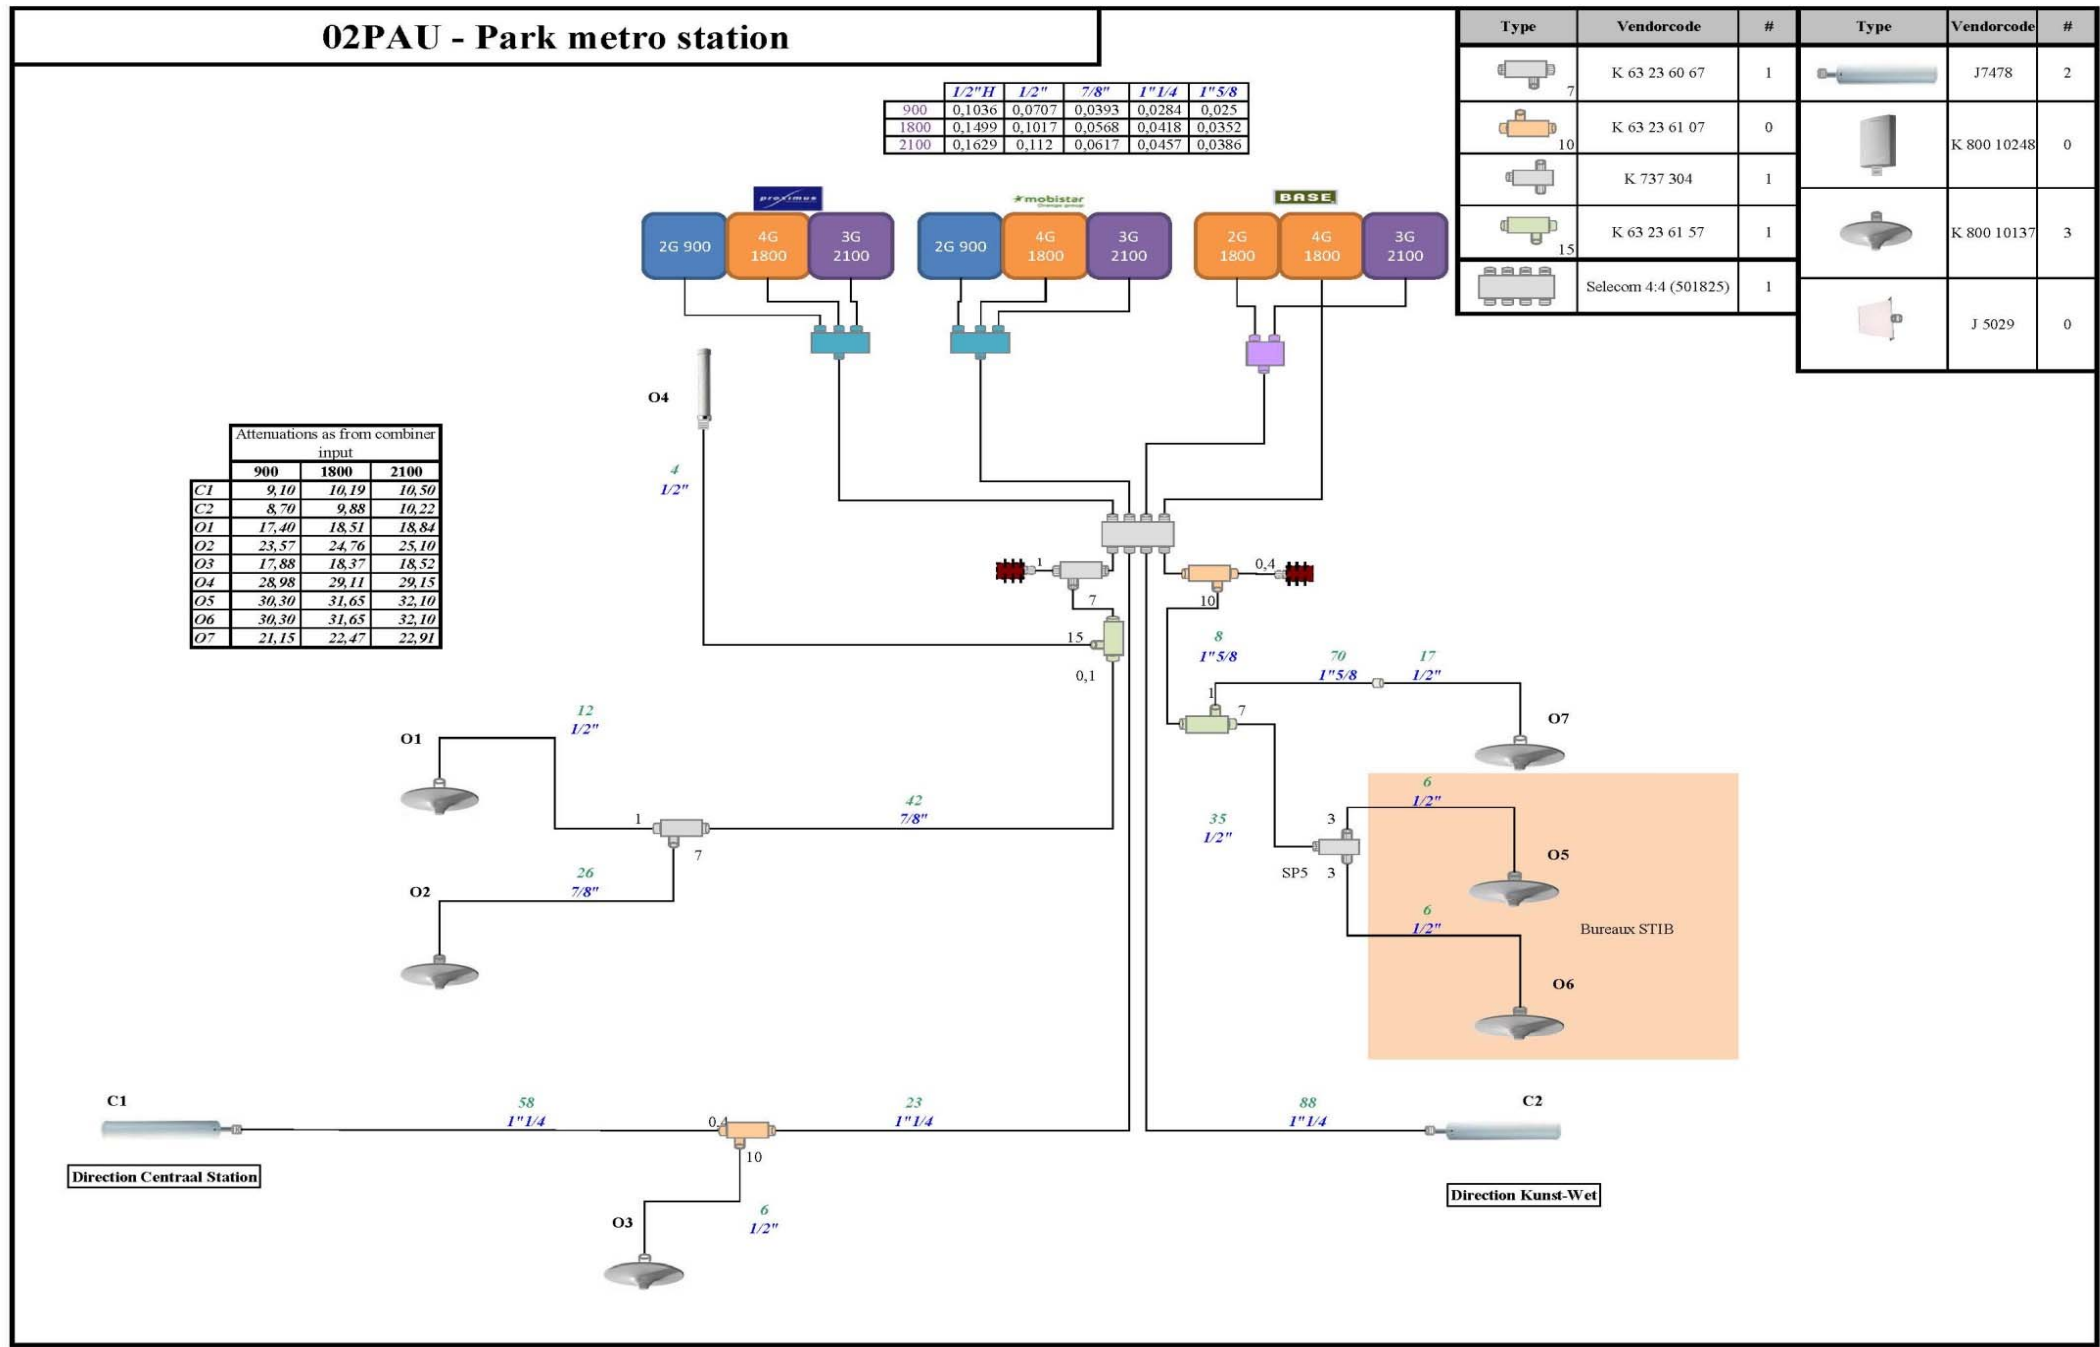 02PAU - Park metro station
Type Vendorcode #
7 K 63 23 60 67 1
10 K 63 23 61 07 0
K 737 304 1
15 K 63 23 61 57 1
Selecom 4:4 (501825) 1
Type Vendorcode #
J7478 2
K 800 10248 0
K 800 10137 3
J 5029 0
1/2"H 1/2" 7/8" 1"1/4 1"5/8
900 0,1036 0,0707 0,0393 0,0284 0,025
1800 0,1499 0,1017 0,0568 0,0418 0,0352
2100 0,1629 0,112 0,0617 0,0457 0,0386
proximus
mobistar
Orange group
BASE
2G 900
4G
1800
3G
2100
2G 900
4G
1800
3G
2100
2G
1800
4G
1800
3G
2100
O4
4
1/2"
Attenuations as from combiner
input
900 1800 2100
C1 9,10 10,19 10,50
C2 8,70 9,88 10,22
O1 17,40 18,51 18,84
O2 23,57 24,76 25,10
O3 17,88 18,37 18,52
O4 28,98 29,11 29,15
O5 30,30 31,65 32,10
O6 30,30 31,65 32,10
O7 21,15 22,47 22,91
1
7
0,4
10
15
0,1
8
1"5/8
70
1"5/8
17
1/2"
1
7
O7
12
1/2"
O1
42
7/8"
1
7
26
7/8"
O2
35
1/2"
6
1/2"
3
SP5 3
O5
6
1/2"
Bureaux STIB
O6
C1
58
1"1/4
0,4
10
23
1"1/4
88
1"1/4
C2
Direction Centraal Station
Direction Kunst-Wet
O3
6
1/2"